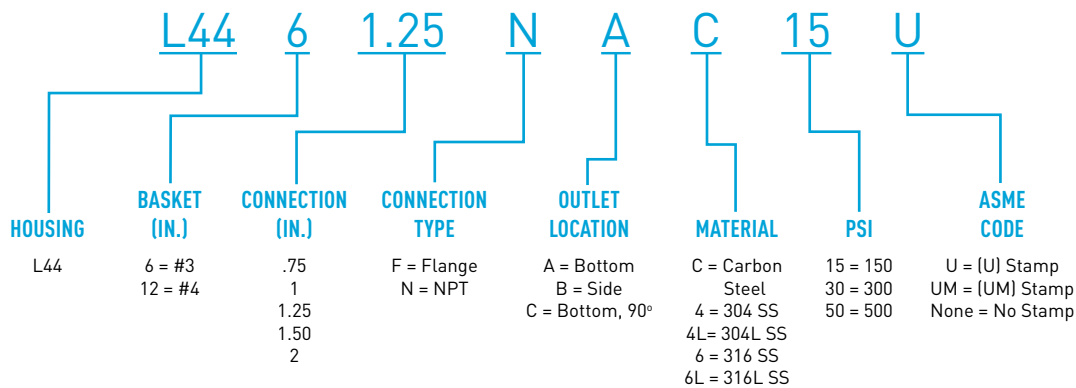 L44 6 1.25 N A C 15 U
HOUSING
L44
BASKET
(IN.)
6 = #3
12 = #4
CONNECTION
(IN.)
.75
1
1.25
1.50
2
CONNECTION
TYPE
F = Flange
N = NPT
OUTLET
LOCATION
A = Bottom
B = Side
C = Bottom, 90º
MATERIAL
C = Carbon
Steel
4 = 304 SS
4L= 304L SS
6 = 316 SS
6L = 316L SS
PSI
15 = 150
30 = 300
50 = 500
ASME
CODE
U = (U) Stamp
UM = (UM) Stamp
None = No Stamp